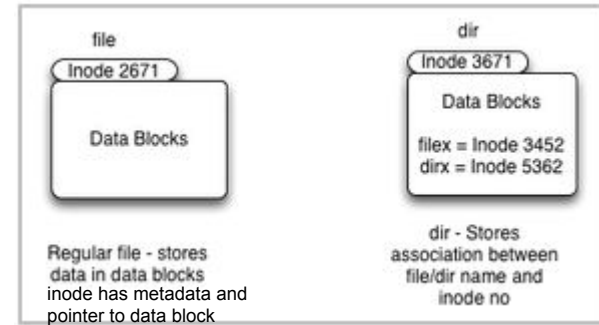 file
Inode 2671
Data Blocks
Regular file - stores
data in data blocks
inode has metadata and
pointer to data block
dir
Inode 3671
Data Blocks
filex = Inode 3452
dirx = Inode 5362
dir - Stores
association between
file/dir name and
inode no